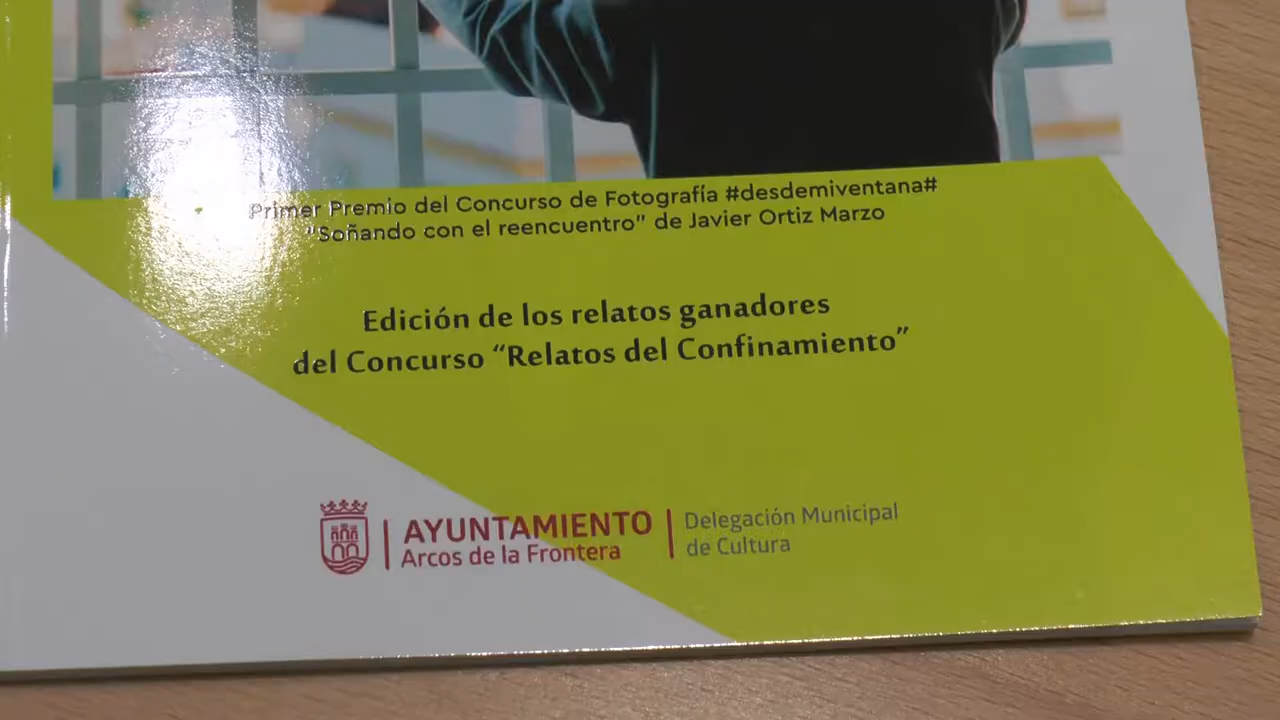 Primer Premio del Concurso de Fotografía #desdemiventana#
"Soñando con el reencuentro" de Javier Ortiz Marzo
Edición de los relatos ganadores
del Concurso “Relatos del Confinamiento”
AYUNTAMIENTO
Arcos de la Frontera
Delegación Municipal
de Cultura